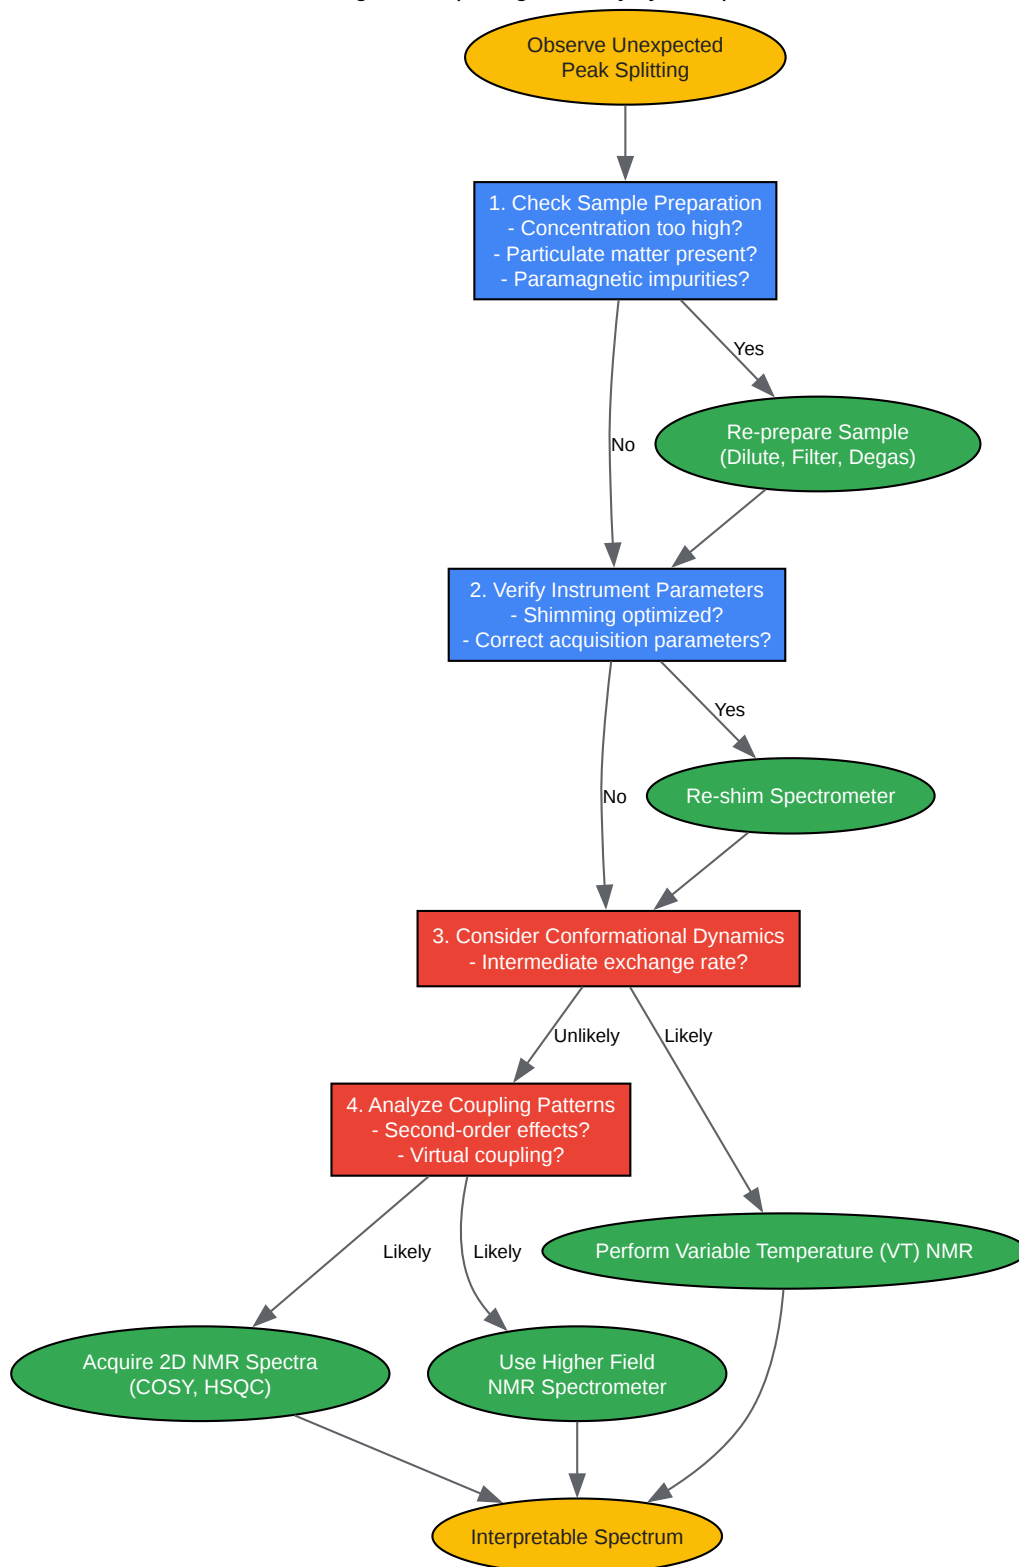 Observe Unexpected
Peak Splitting
1. Check Sample Preparation
- Concentration too high?
- Particulate matter present?
- Paramagnetic impurities?
Yes
No
Re-prepare Sample
(Dilute, Filter, Degas)
2. Verify Instrument Parameters
- Shimming optimized?
- Correct acquisition parameters?
Yes
No
Re-shim Spectrometer
3. Consider Conformational Dynamics
- Intermediate exchange rate?
Unlikely
Likely
4. Analyze Coupling Patterns
- Second-order effects?
- Virtual coupling?
Likely
Likely
Perform Variable Temperature (VT) NMR
Acquire 2D NMR Spectra
(COSY, HSQC)
Use Higher Field
NMR Spectrometer
Interpretable Spectrum